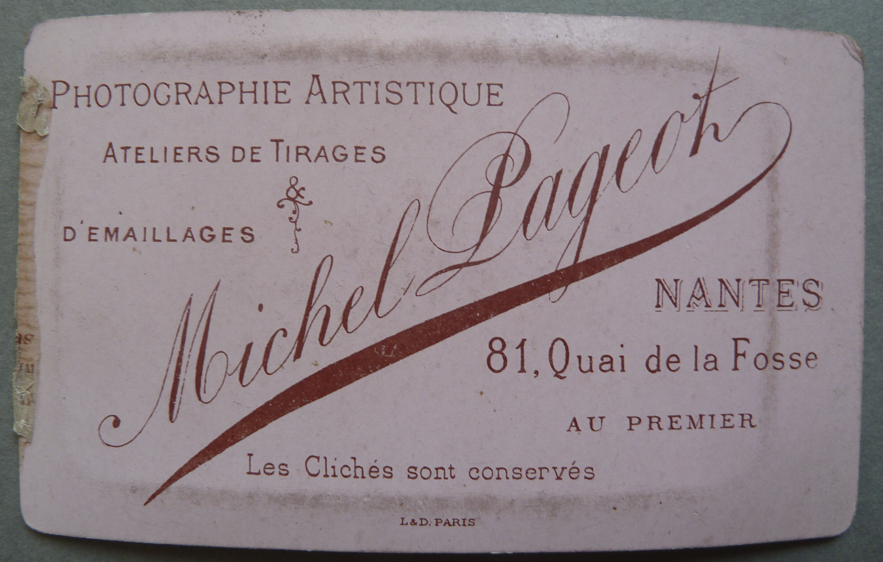 PHOTOGRAPHIE ARTISTIQUE
ATELIERS DE TIRAGES
&
D'EMAILLAGES
Michel Pageot
NANTES
81, Quai de la Fosse
AU PREMIER
Les Clichés sont conservés
L & D. PARIS